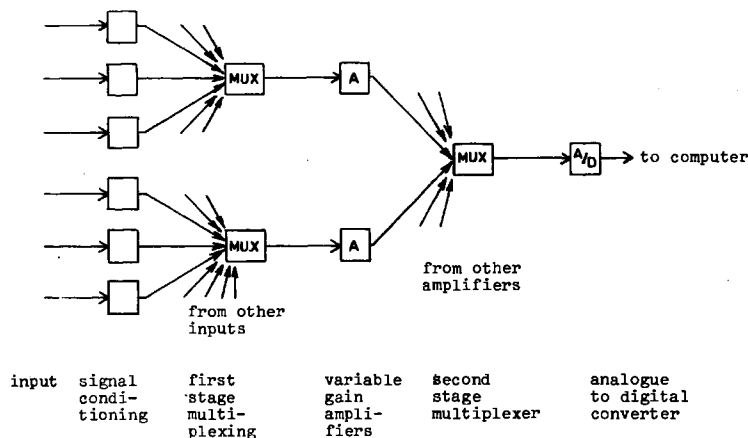 MUX
A
MUX
A/D
to computer
MUX
A
from other
amplifiers
from other
inputs
input
signal
condi-
tioning
first
stage
multi-
plexing
variable
gain
ampli-
fiers
second
stage
multiplexer
analogue
to digital
converter